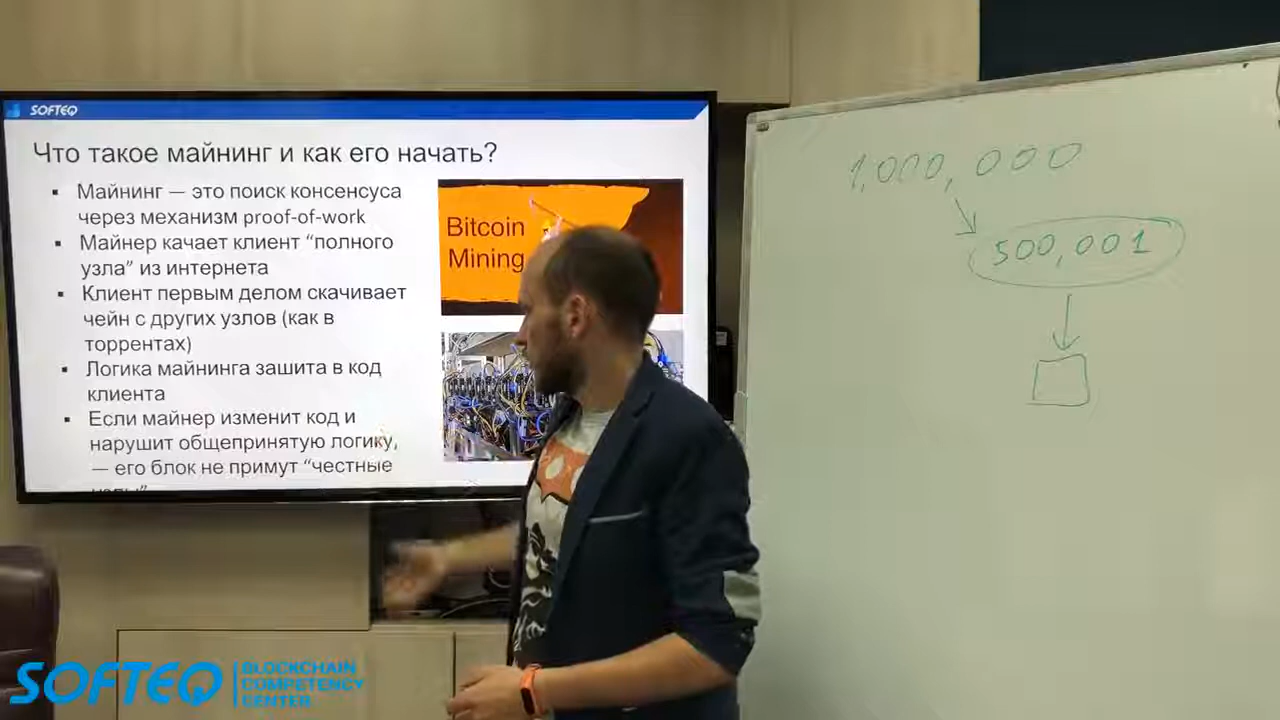 SOFTEQ
Что такое майнинг и как его начать?
▪ Майнинг — это поиск консенсуса
через механизм proof-of-work
▪ Майнер качает клиент “полного
узла” из интернета
▪ Клиент первым делом скачивает
чейн с других узлов (как в
торрентах)
▪ Логика майнинга зашита в код
клиента
▪ Если майнер изменит код и
нарушит общепринятую логику,
— его блок не примут “честные
узлы”
Bitcoin
Mining
1,000,000
500,001
SOFTEQ
BLOCKCHAIN
COMPETENCY
CENTER